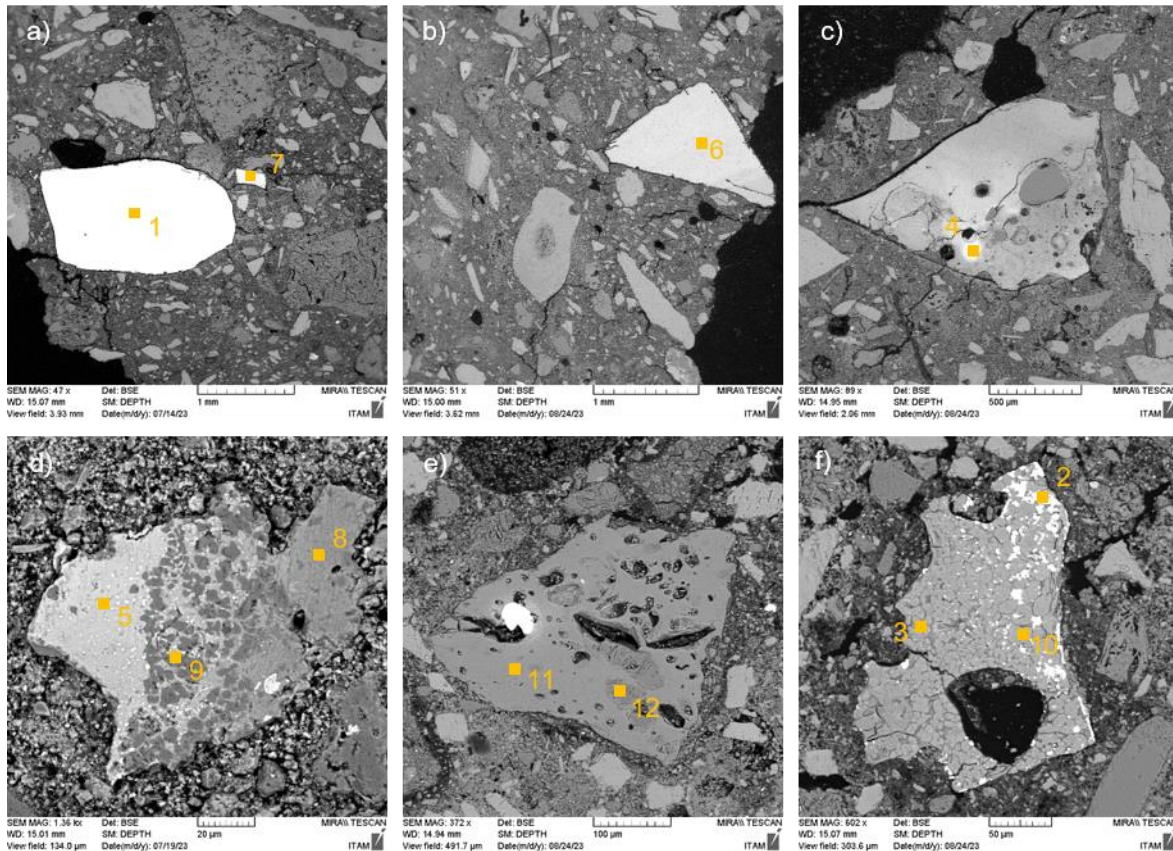 a)
7
1
SEM MAG: 47 x Det: BSE
WD: 15.07 mm SM: DEPTH 1 mm MIRA\\ TESCAN
View field: 3.93 mm Date(m/d/y): 07/14/23 ITAM
b)
6
SEM MAG: 51 x Det: BSE
WD: 15.00 mm SM: DEPTH 1 mm MIRA\\ TESCAN
View field: 3.62 mm Date(m/d/y): 08/24/23 ITAM
c)
4
SEM MAG: 89 x Det: BSE
WD: 14.95 mm SM: DEPTH 500 µm MIRA\\ TESCAN
View field: 2.06 mm Date(m/d/y): 08/24/23 ITAM
d)
8
5
9
SEM MAG: 1.36 kx Det: BSE
WD: 15.01 mm SM: DEPTH 20 µm MIRA\\ TESCAN
View field: 134.0 µm Date(m/d/y): 07/19/23 ITAM
e)
11
12
SEM MAG: 372 x Det: BSE
WD: 14.94 mm SM: DEPTH 100 µm MIRA\\ TESCAN
View field: 491.7 µm Date(m/d/y): 08/24/23 ITAM
f)
2
3
10
SEM MAG: 602 x Det: BSE
WD: 15.07 mm SM: DEPTH 50 µm MIRA\\ TESCAN
View field: 303.6 µm Date(m/d/y): 08/24/23 ITAM